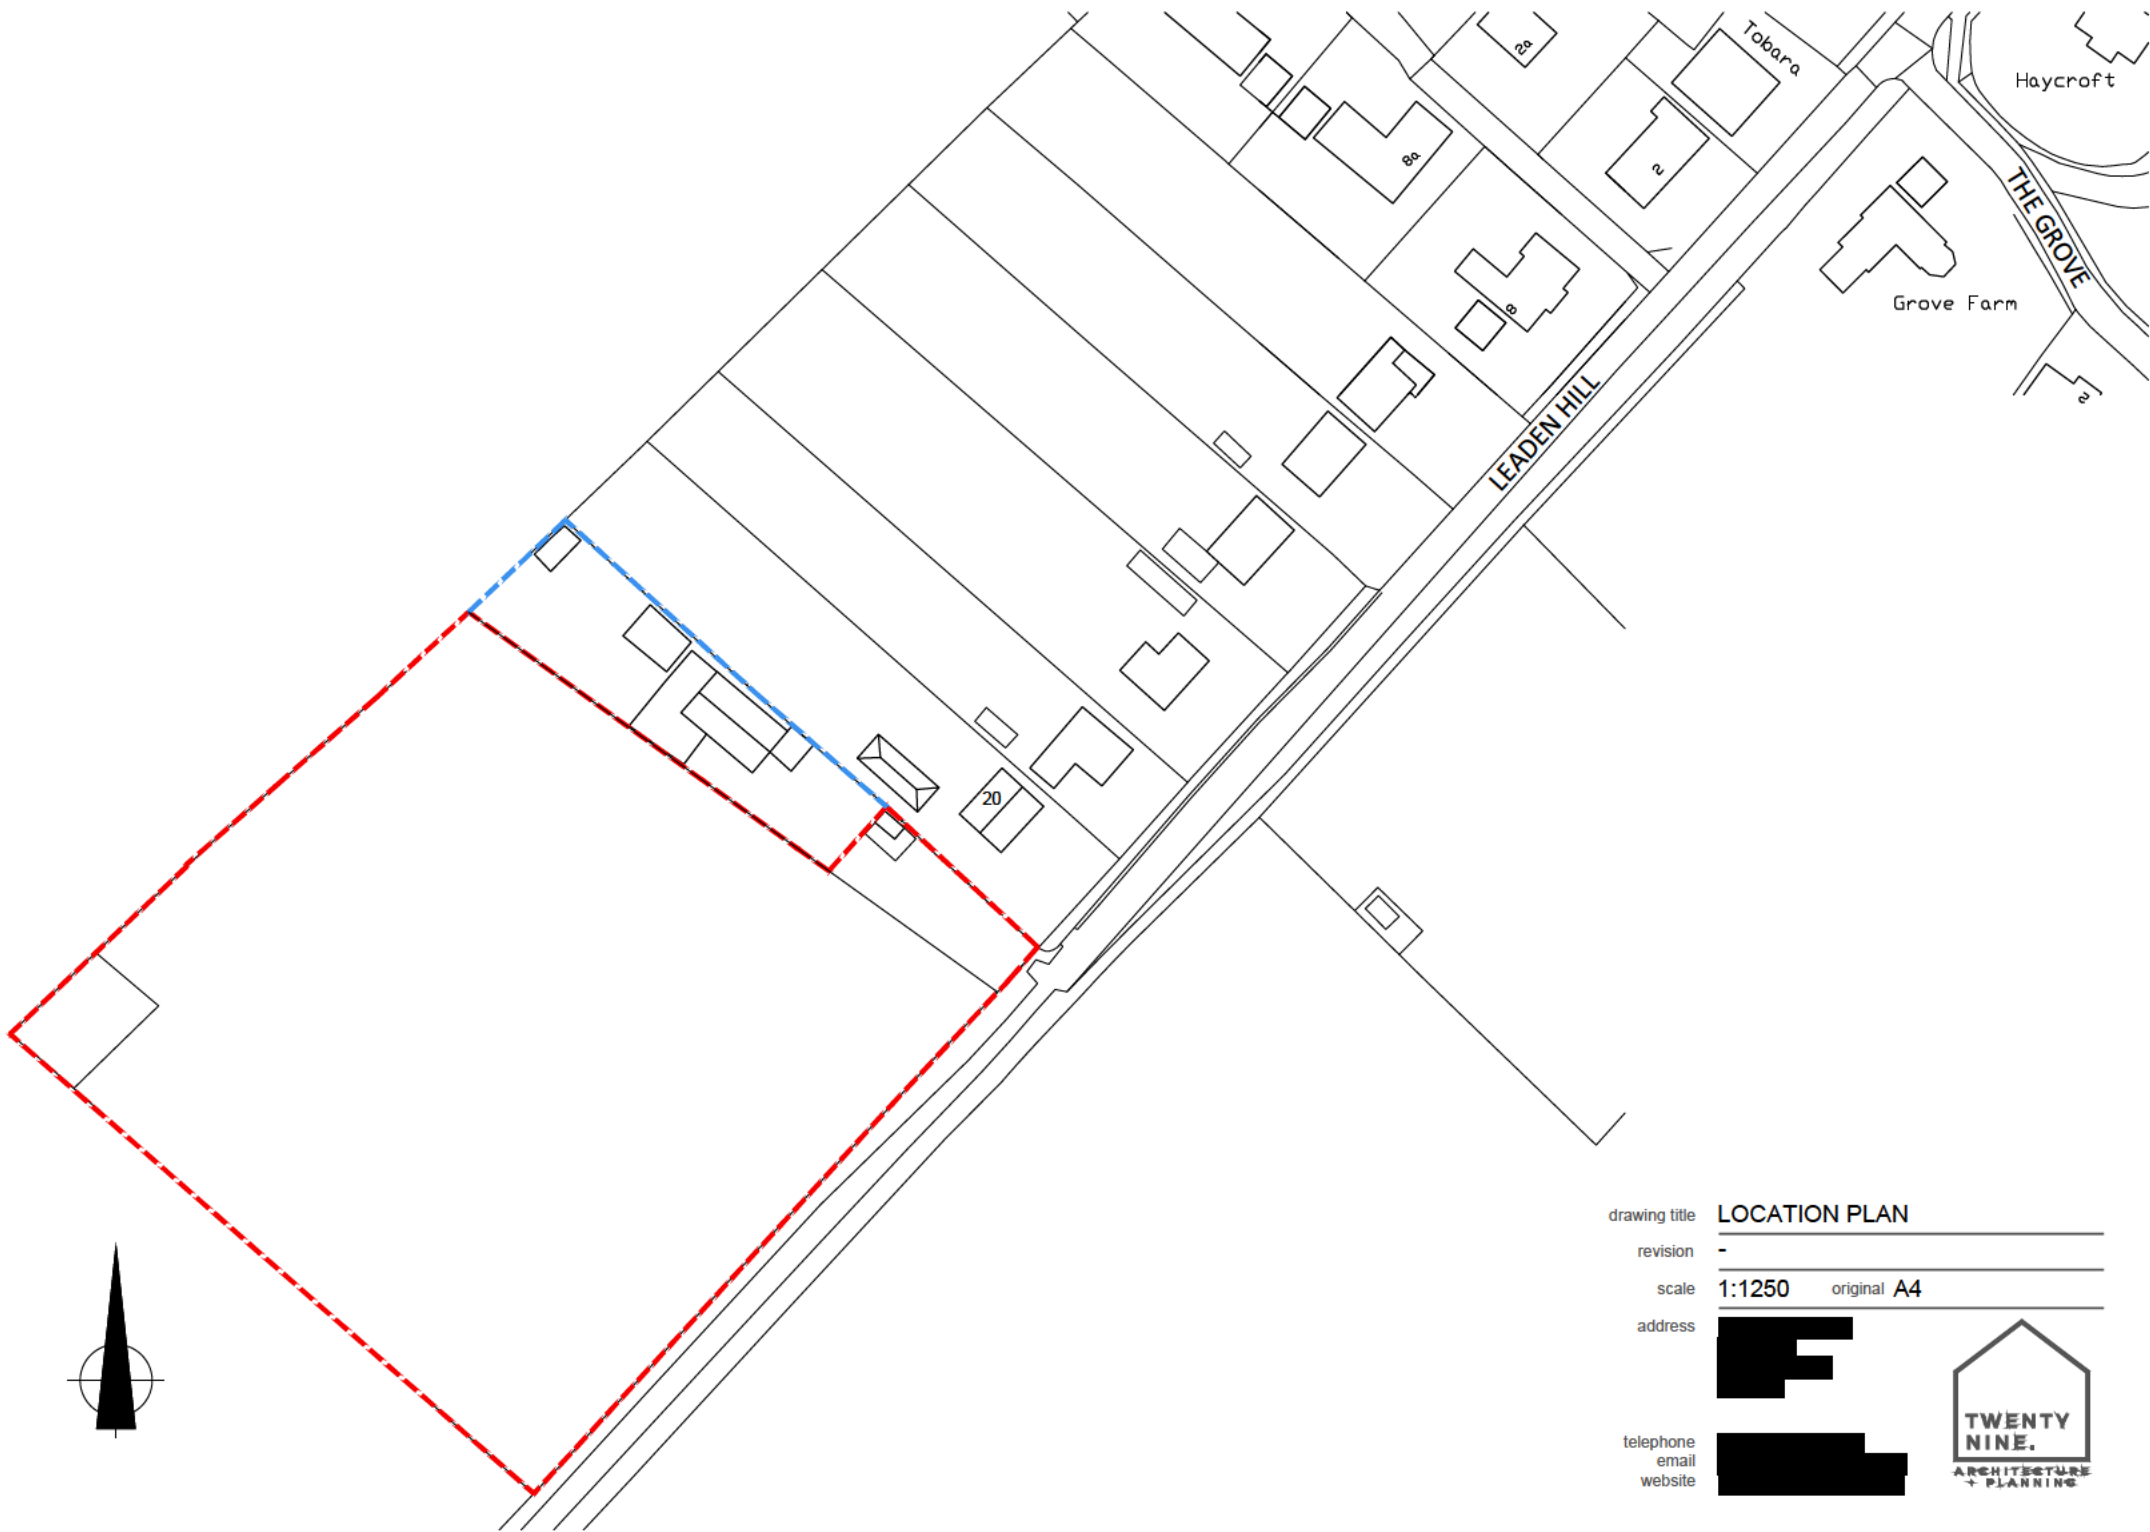 Tobara
Haycroft
2a
8a
2
THE GROVE
Grove Farm
8
2
LEADEN HILL
20
drawing title LOCATION PLAN
revision -
scale 1:1250 original A4
address
telephone
email
website
TWENTY
NINE.
ARCHITECTURE
+ PLANNING